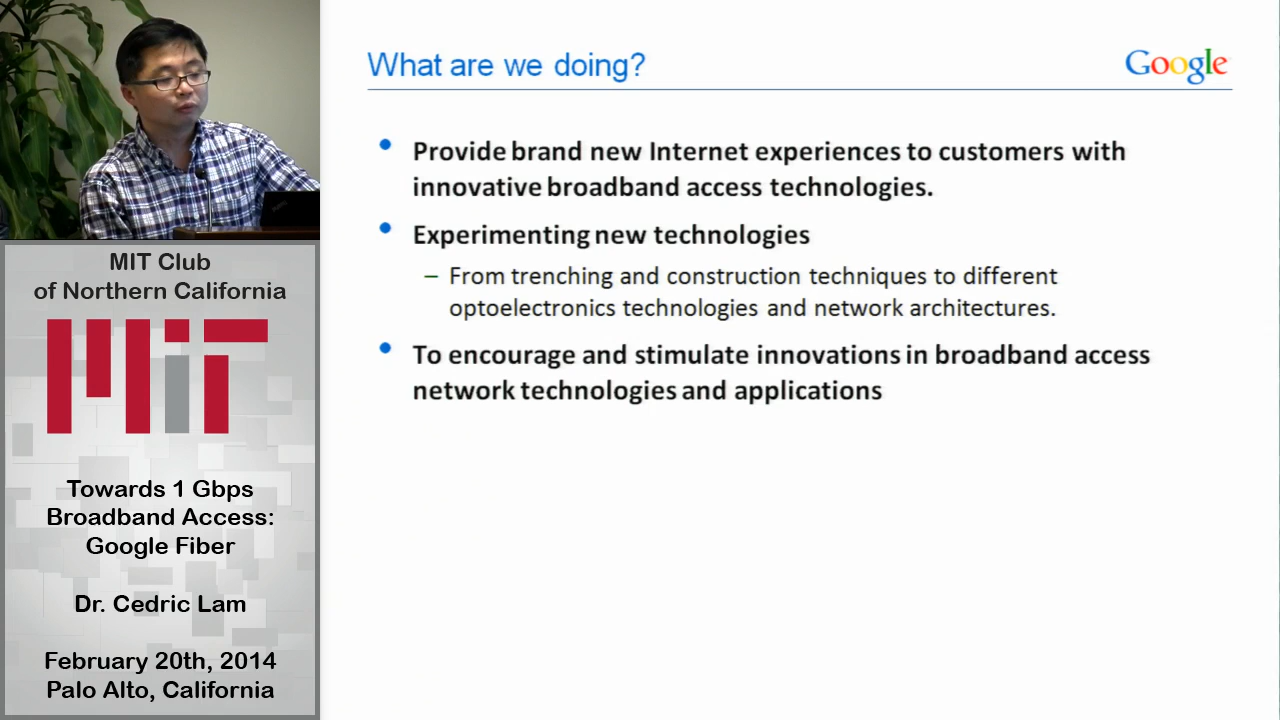 What are we doing?
Google
• Provide brand new Internet experiences to customers with
innovative broadband access technologies.
• Experimenting new technologies
– From trenching and construction techniques to different
optoelectronics technologies and network architectures.
• To encourage and stimulate innovations in broadband access
network technologies and applications
MIT Club
of Northern California
MIT
Towards 1 Gbps
Broadband Access:
Google Fiber
Dr. Cedric Lam
February 20th, 2014
Palo Alto, California